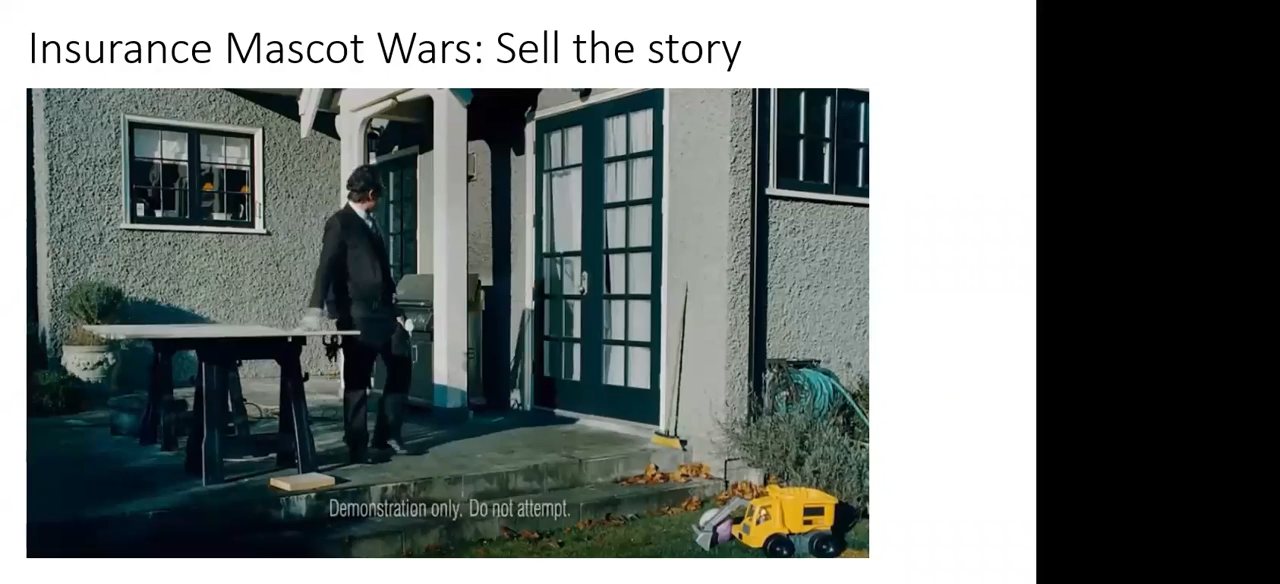 Insurance Mascot Wars: Sell the story
Demonstration only. Do not attempt.